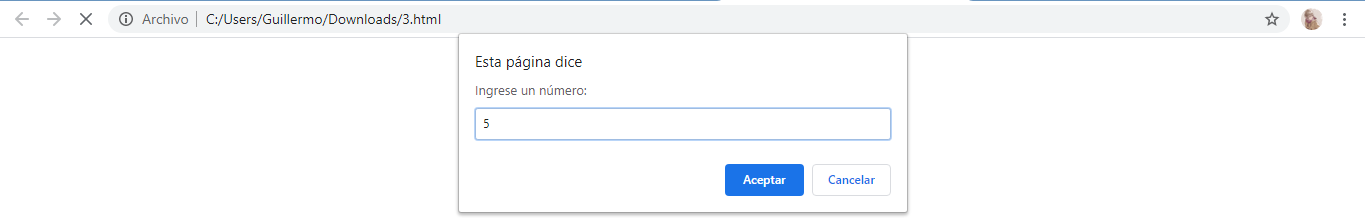 Archivo | C:/Users/Guillermo/Downloads/3.html
Esta página dice
Ingrese un número:
5
Aceptar Cancelar